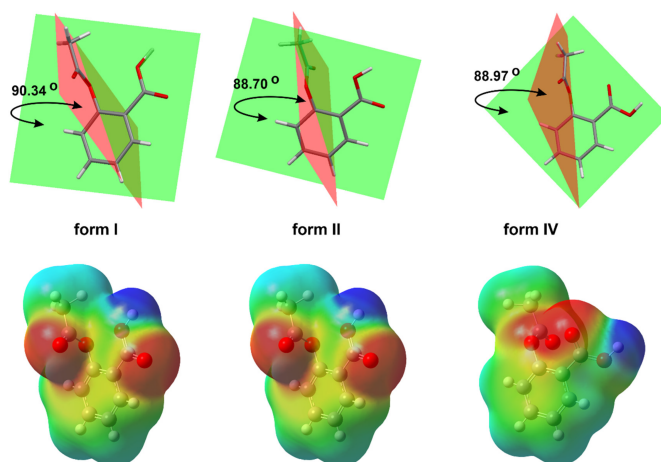 90.34 O
88.70 O
88.97 O
form I
form II
form IV